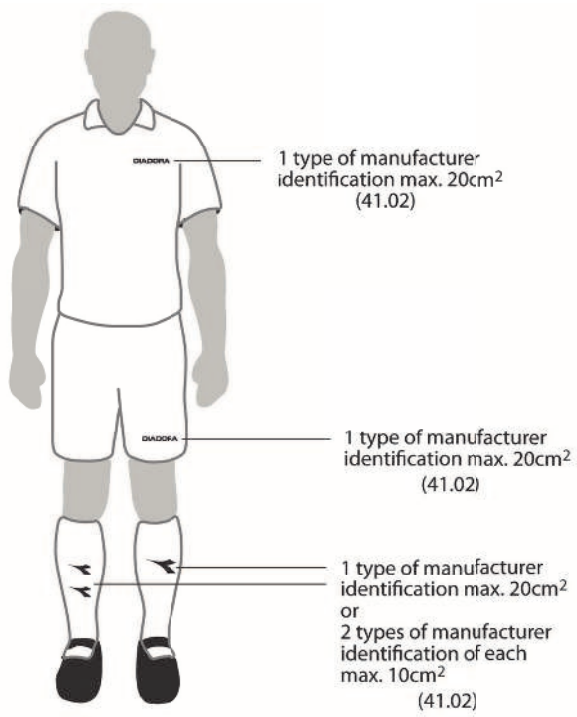 DIADORA
1 type of manufacturer
identification max. 20cm²
(41.02)
DIADORA
1 type of manufacturer
identification max. 20cm²
(41.02)
1 type of manufacturer
identification max. 20cm²
or
2 types of manufacturer
identification of each
max. 10cm²
(41.02)